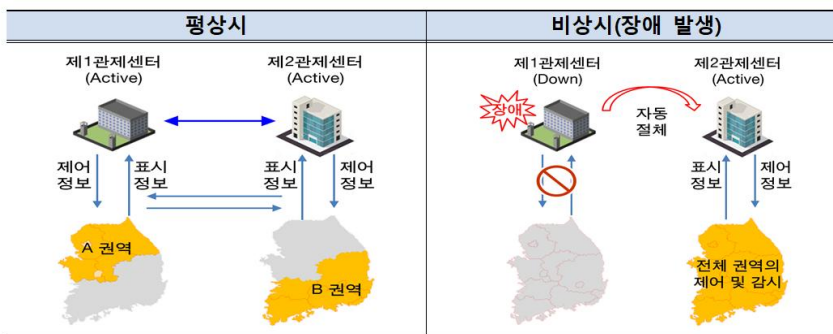 평상시
제1관제센터
(Active)
제2관제센터
(Active)
제어
정보
표시
정보
표시
정보
제어
정보
A 권역
B 권역
비상시(장애 발생)
제1관제센터
(Down)
제2관제센터
(Active)
장애
자동
절체
표시
정보
제어
정보
전체 권역의
제어 및 감시